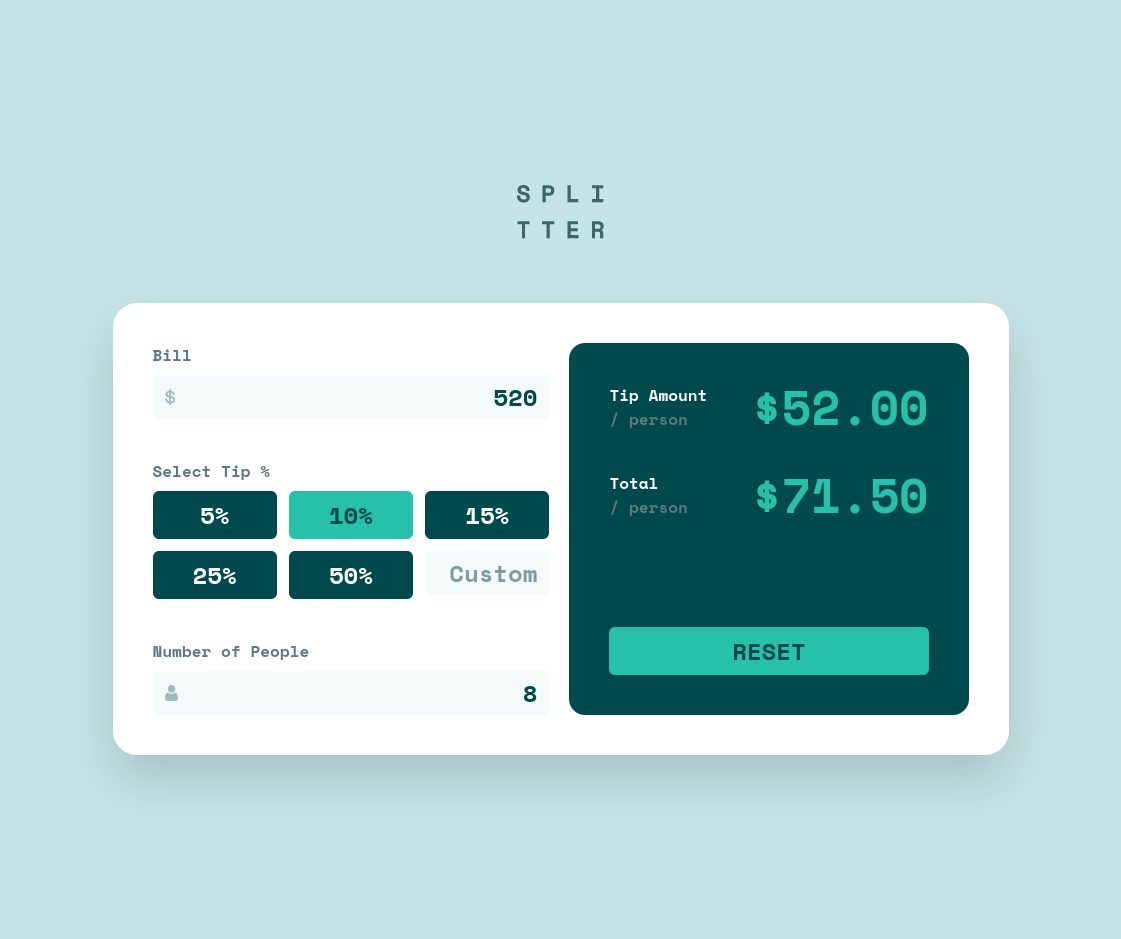 SPLI
TTER
Bill
$ 520
Select Tip %
5% 10% 15%
25% 50% Custom
Number of People
8
Tip Amount
/ person
$52.00
Total
/ person
$71.50
RESET